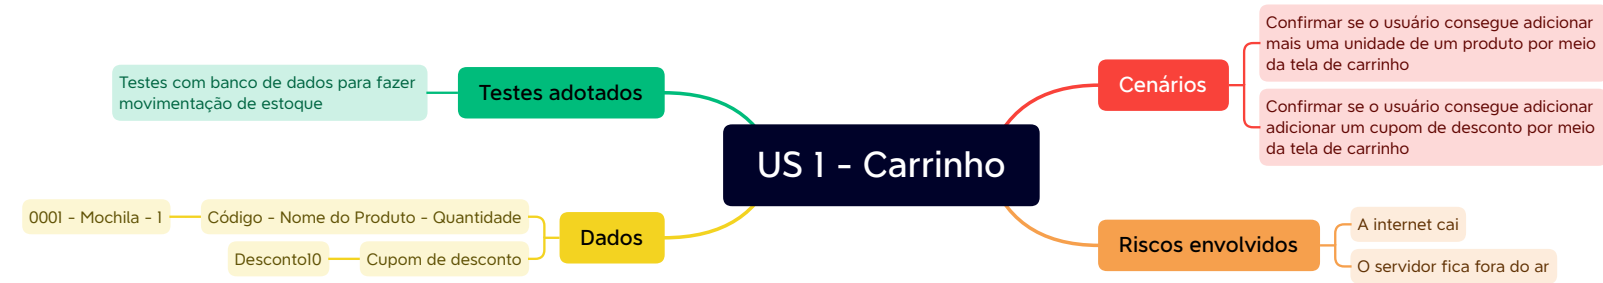 US 1 - Carrinho
Cenários
Confirmar se o usuário consegue adicionar
mais uma unidade de um produto por meio
da tela de carrinho
Confirmar se o usuário consegue adicionar
adicionar um cupom de desconto por meio
da tela de carrinho
Riscos envolvidos
A internet cai
O servidor fica fora do ar
Testes adotados
Testes com banco de dados para fazer
movimentação de estoque
Dados
Código - Nome do Produto - Quantidade
0001 - Mochila - 1
Cupom de desconto
Desconto10